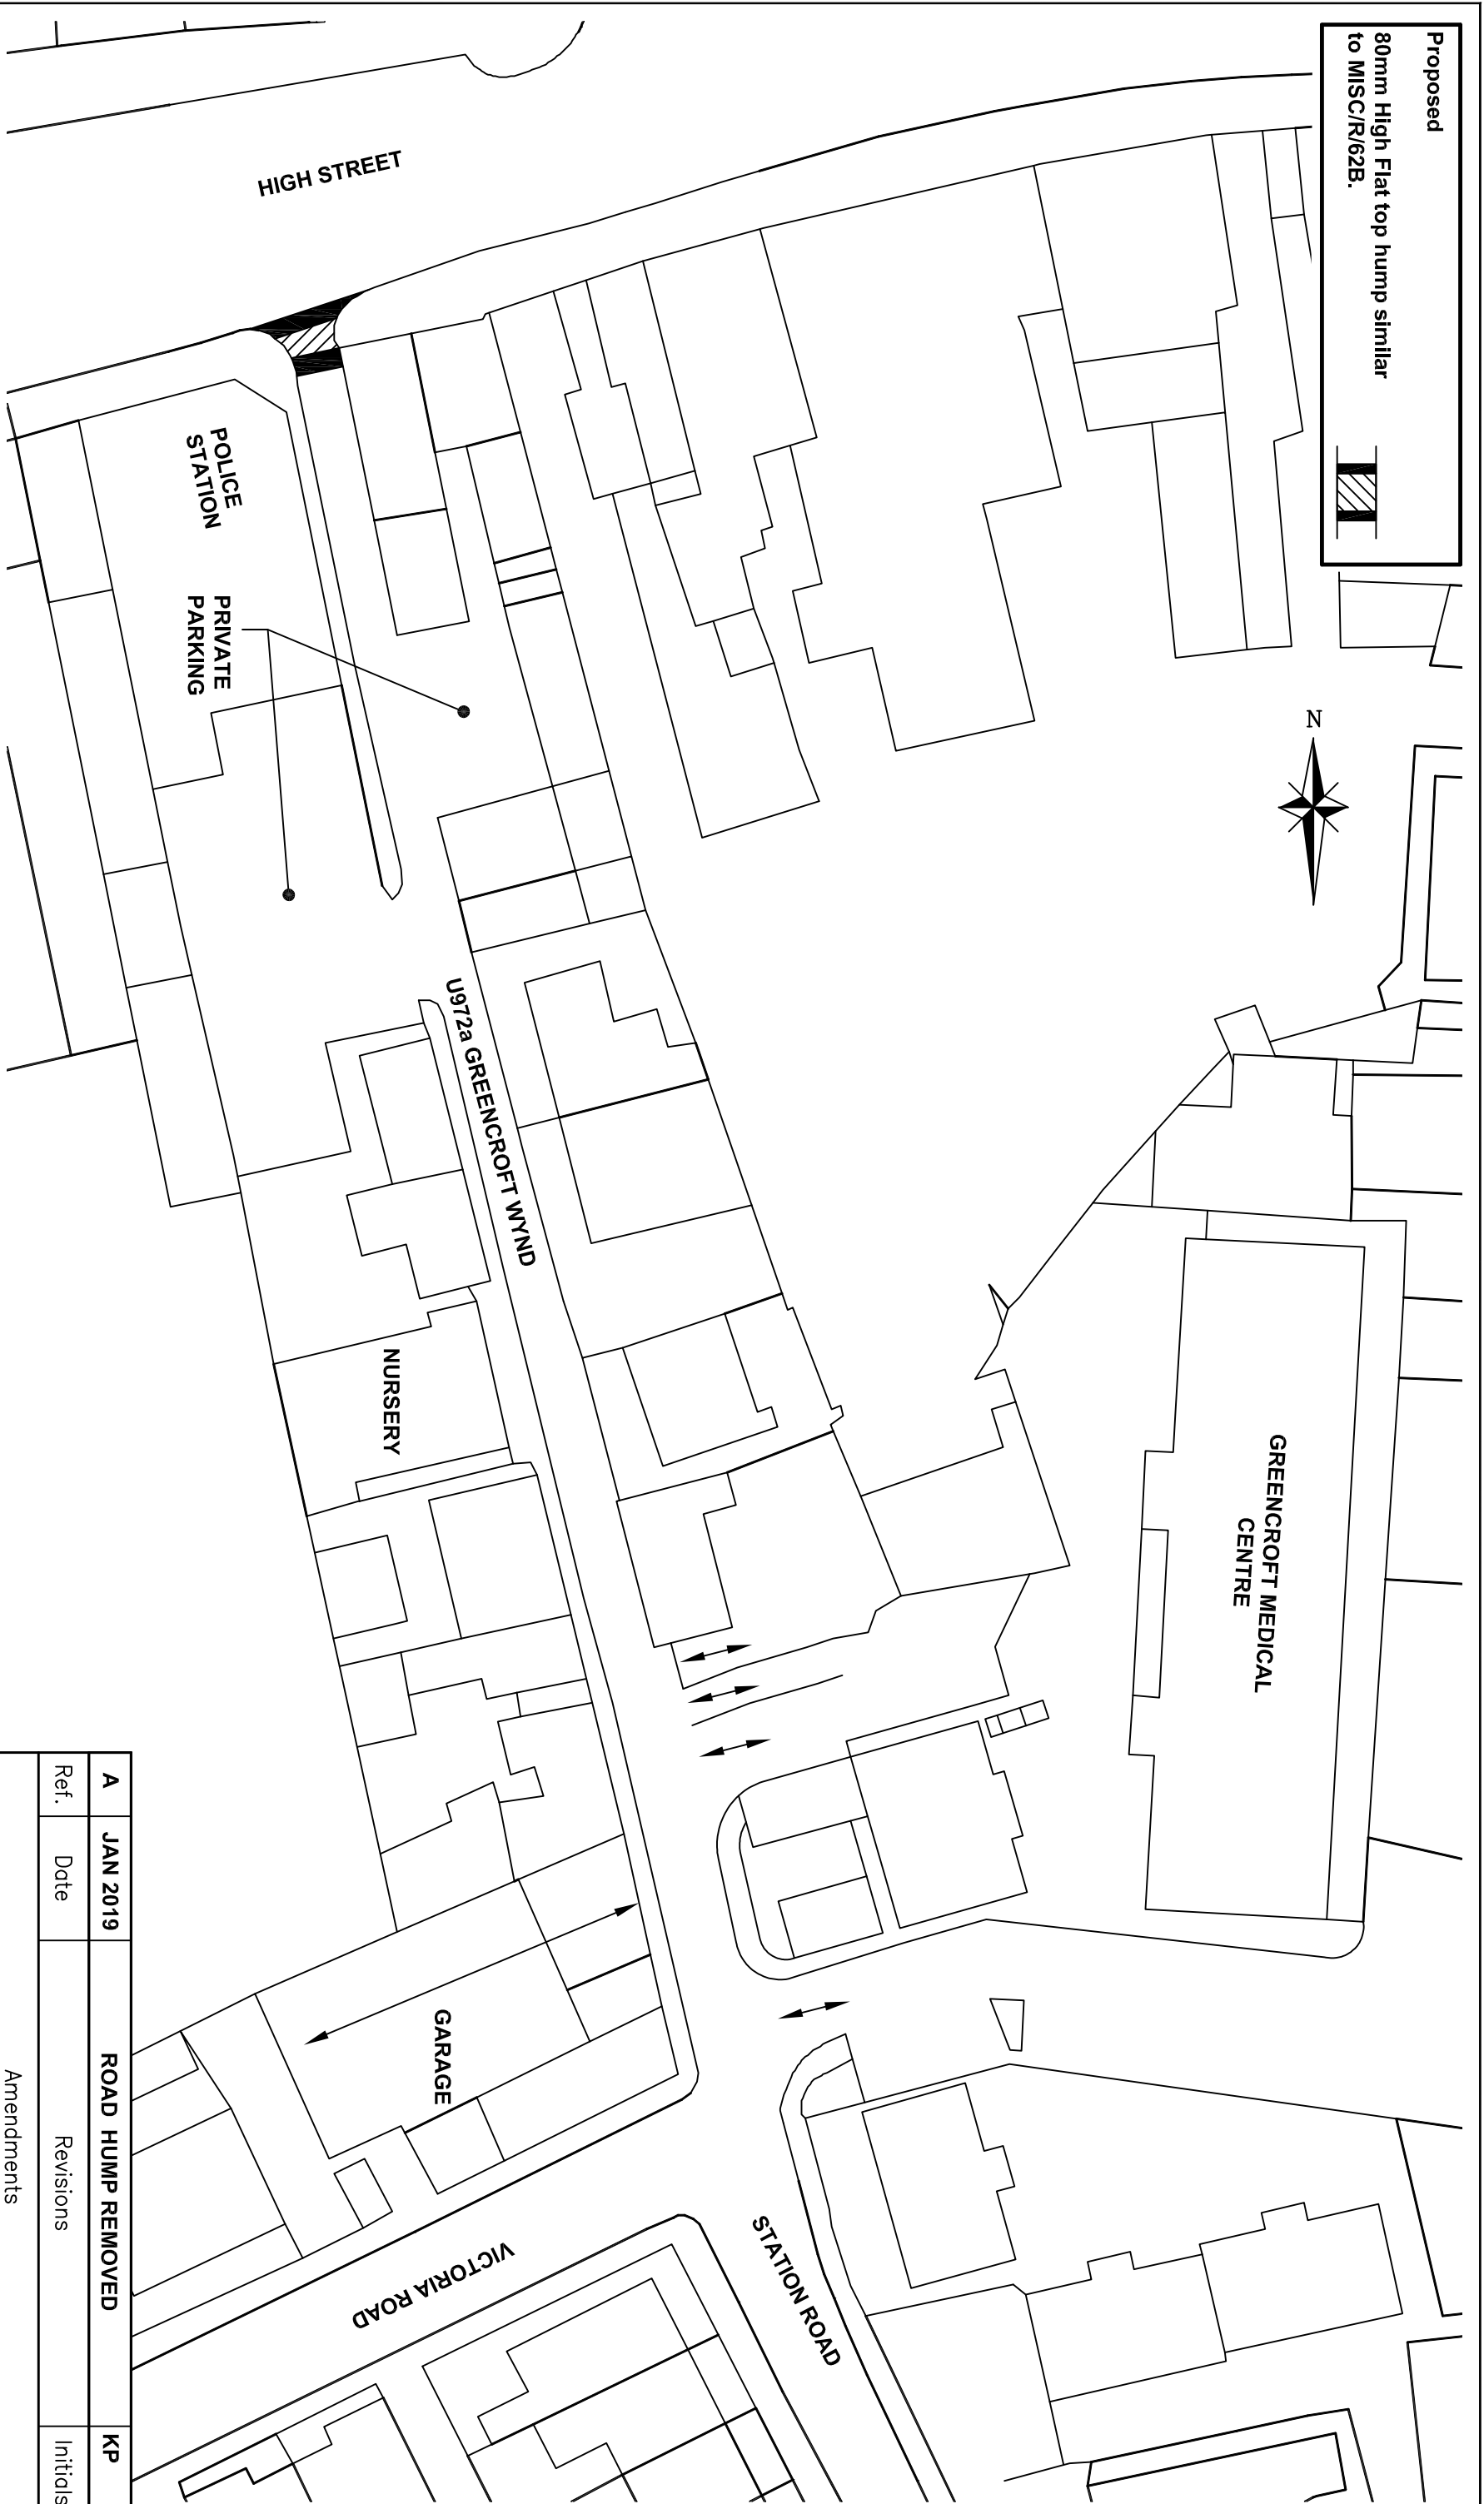 Proposed
80mm High Flat top hump similar
to MISC/R/62B.
HIGH STREET
N
POLICE
STATION
PRIVATE
PARKING
U972a GREENCROFT WYND
NURSERY
GREENCROFT MEDICAL
CENTRE
GARAGE
STATION ROAD
VICTORIA ROAD
A JAN 2019 ROAD HUMP REMOVED KP
Ref. Date Revisions Initials
Amendments